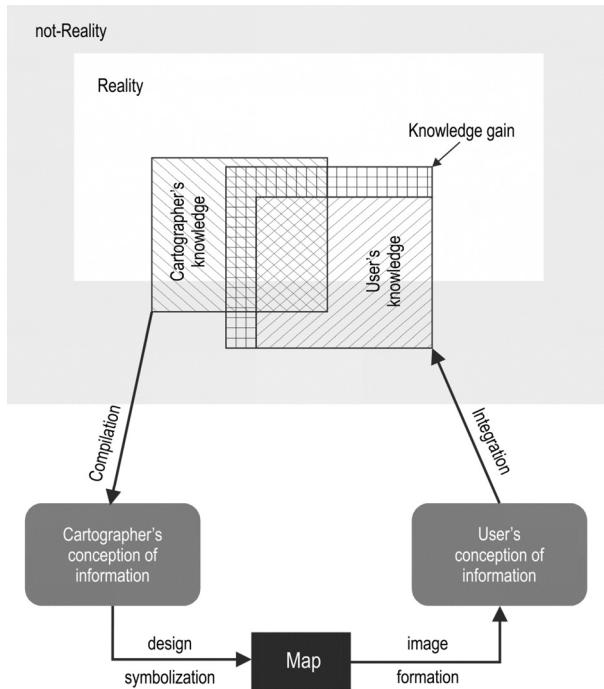 not-Reality
Reality
Knowledge gain
Cartographer's
knowledge
User's
knowledge
Compilation
Integration
Cartographer's
conception of
information
User's
conception of
information
design
symbolization
Map
image
formation